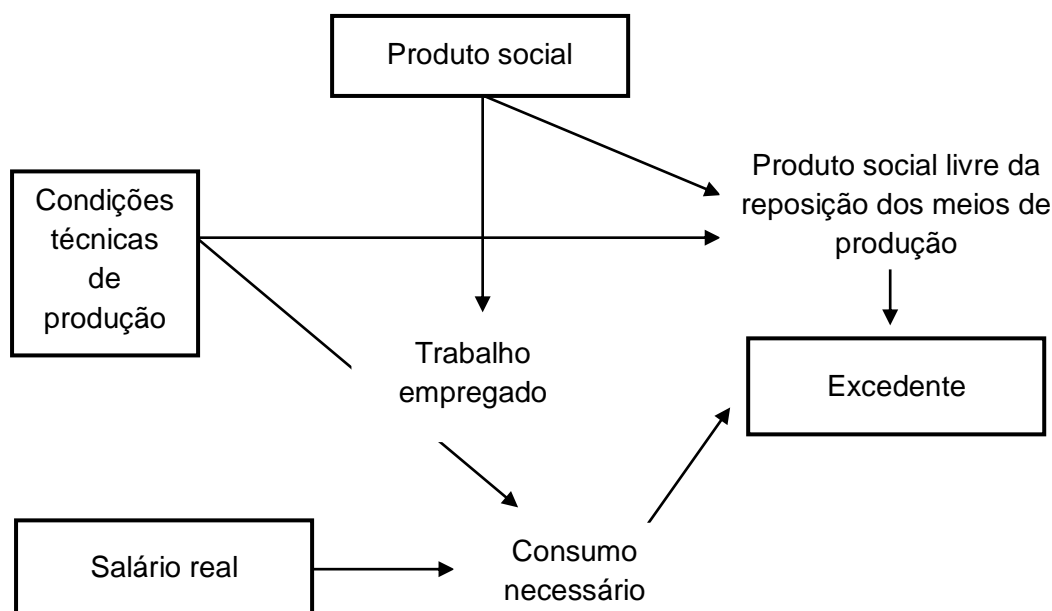 Produto social
Produto social livre da
reposição dos meios de
produção
Condições
técnicas
de
produção
Trabalho
empregado
Excedente
Salário real
Consumo
necessário